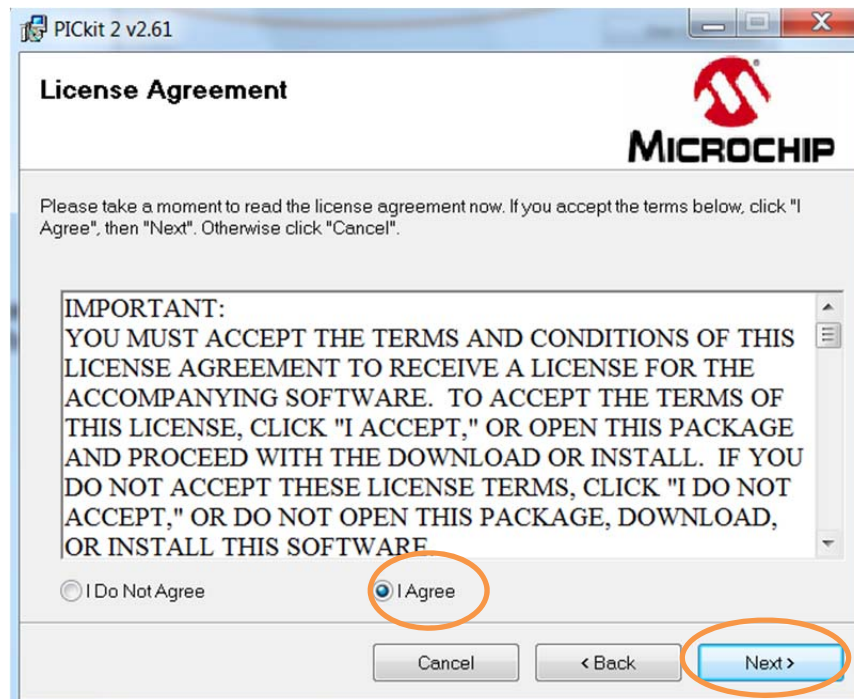 PICkit 2 v2.61
License Agreement
MICROCHIP
Please take a moment to read the license agreement now. If you accept the terms below, click "I
Agree", then "Next". Otherwise click "Cancel".
IMPORTANT:
YOU MUST ACCEPT THE TERMS AND CONDITIONS OF THIS
LICENSE AGREEMENT TO RECEIVE A LICENSE FOR THE
ACCOMPANYING SOFTWARE.  TO ACCEPT THE TERMS OF
THIS LICENSE, CLICK "I ACCEPT," OR OPEN THIS PACKAGE
AND PROCEED WITH THE DOWNLOAD OR INSTALL.  IF YOU
DO NOT ACCEPT THESE LICENSE TERMS, CLICK "I DO NOT
ACCEPT," OR DO NOT OPEN THIS PACKAGE, DOWNLOAD,
OR INSTALL THIS SOFTWARE.
I Do Not Agree I Agree
Cancel < Back Next >